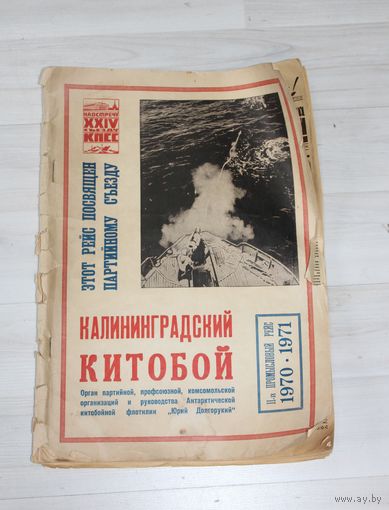 НАВСТРЕЧУ
XXIV
СЪЕЗДУ
КПСС
ЭТОТ РЕЙС ПОСВЯЩЕН
ПАРТИЙНОМУ СЪЕЗДУ
КАЛИНИНГРАДСКИЙ
КИТОБОЙ
Орган партийной, профсоюзной, комсомольской
организаций и руководства Антарктической
китобойной флотилии „Юрий Долгорукий"
11-й ПРОМЫСЛОВЫЙ РЕЙС
1970 • 1971
AY.BY